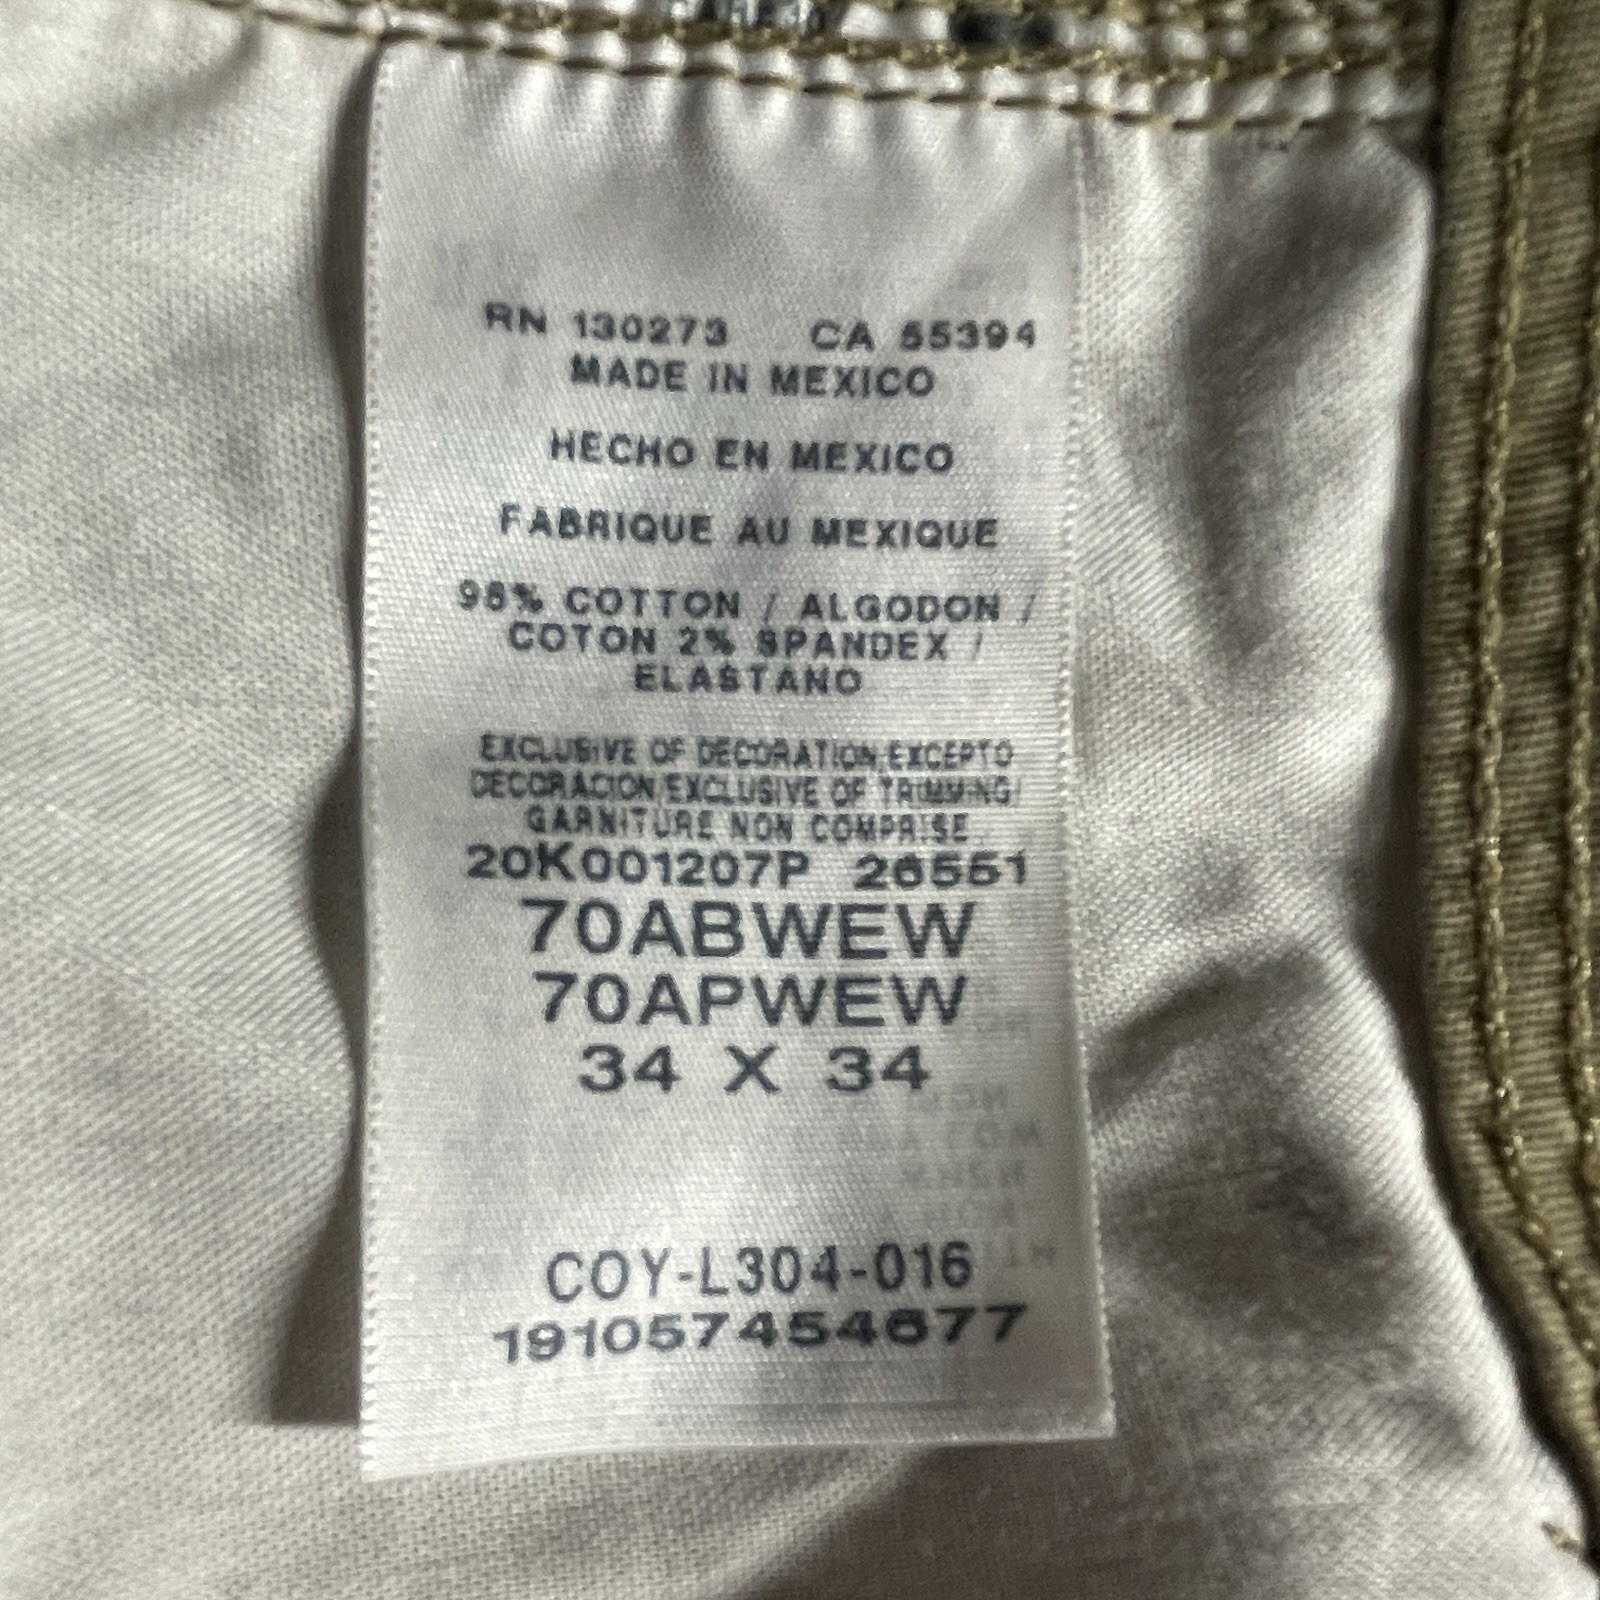 RN 130273 CA 55394
MADE IN MEXICO
HECHO EN MEXICO
FABRIQUE AU MEXIQUE
98% COTTON / ALGODON /
COTON 2% SPANDEX /
ELASTANO
EXCLUSIVE OF DECORATION/EXCEPTO
DECORACION/EXCLUSIVE OF TRIMMING/
GARNITURE NON COMPRISE
20K001207P 26551
70ABWEW
70APWEW
34 X 34
COY-L304-016
191057454677